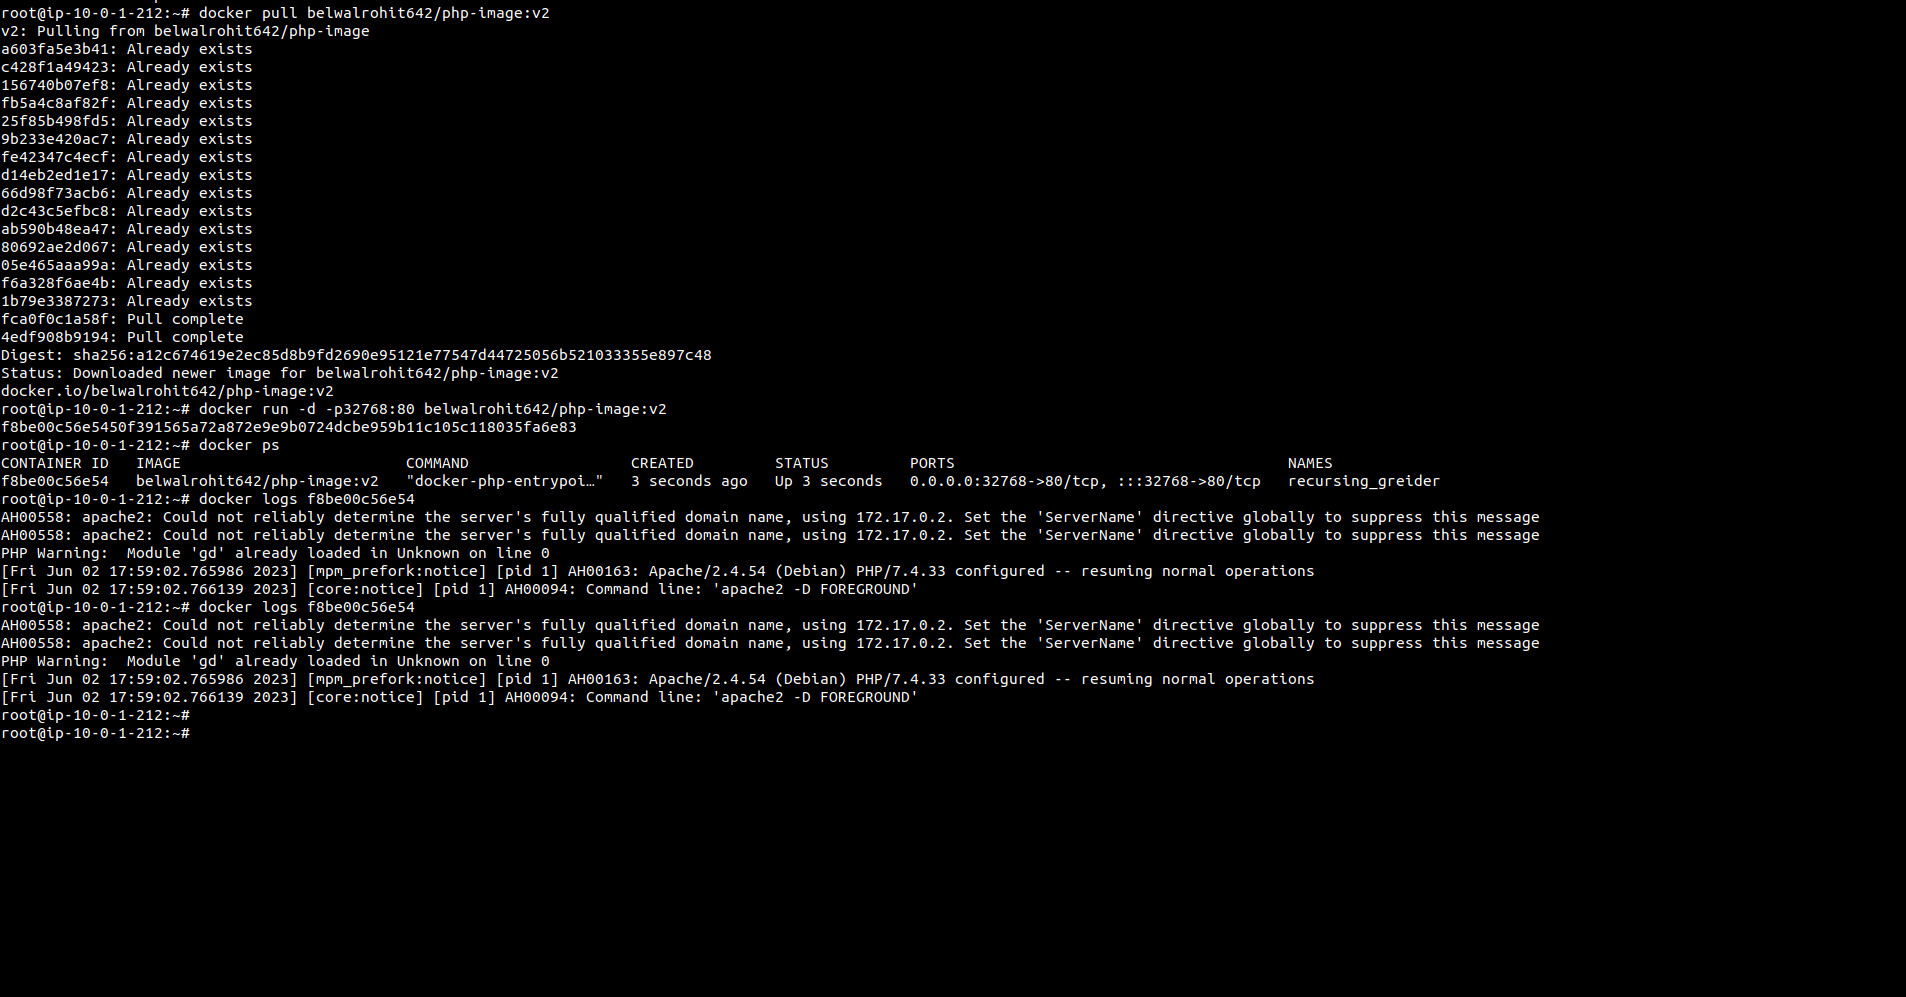 root@ip-10-0-1-212:~# docker pull belwalrohit642/php-image:v2
v2: Pulling from belwalrohit642/php-image
a603fa5e3b41: Already exists
c428f1a49423: Already exists
156740b07ef8: Already exists
fb5a4c8af82f: Already exists
25f85b498fd5: Already exists
9b233e420ac7: Already exists
fe42347c4ecf: Already exists
d14eb2ed1e17: Already exists
66d98f73acb6: Already exists
d2c43c5efbc8: Already exists
ab590b48ea47: Already exists
80692ae2d067: Already exists
05e465aaa99a: Already exists
f6a328f6ae4b: Already exists
1b79e3387273: Already exists
fca0f0c1a58f: Pull complete
4edf908b9194: Pull complete
Digest: sha256:a12c674619e2ec85d8b9fd2690e95121e77547d44725056b521033355e897c48
Status: Downloaded newer image for belwalrohit642/php-image:v2
docker.io/belwalrohit642/php-image:v2
root@ip-10-0-1-212:~# docker run -d -p32768:80 belwalrohit642/php-image:v2
f8be00c56e5450f391565a72a872e9e9b0724dcbe959b11c105c118035fa6e83
root@ip-10-0-1-212:~# docker ps
CONTAINER ID   IMAGE                         COMMAND                  CREATED         STATUS         PORTS                                     NAMES
f8be00c56e54   belwalrohit642/php-image:v2   "docker-php-entrypoi…"   3 seconds ago   Up 3 seconds   0.0.0.0:32768->80/tcp, :::32768->80/tcp   recursing_greider
root@ip-10-0-1-212:~# docker logs f8be00c56e54
AH00558: apache2: Could not reliably determine the server's fully qualified domain name, using 172.17.0.2. Set the 'ServerName' directive globally to suppress this message
AH00558: apache2: Could not reliably determine the server's fully qualified domain name, using 172.17.0.2. Set the 'ServerName' directive globally to suppress this message
PHP Warning:  Module 'gd' already loaded in Unknown on line 0
[Fri Jun 02 17:59:02.765986 2023] [mpm_prefork:notice] [pid 1] AH00163: Apache/2.4.54 (Debian) PHP/7.4.33 configured -- resuming normal operations
[Fri Jun 02 17:59:02.766139 2023] [core:notice] [pid 1] AH00094: Command line: 'apache2 -D FOREGROUND'
root@ip-10-0-1-212:~# docker logs f8be00c56e54
AH00558: apache2: Could not reliably determine the server's fully qualified domain name, using 172.17.0.2. Set the 'ServerName' directive globally to suppress this message
AH00558: apache2: Could not reliably determine the server's fully qualified domain name, using 172.17.0.2. Set the 'ServerName' directive globally to suppress this message
PHP Warning:  Module 'gd' already loaded in Unknown on line 0
[Fri Jun 02 17:59:02.765986 2023] [mpm_prefork:notice] [pid 1] AH00163: Apache/2.4.54 (Debian) PHP/7.4.33 configured -- resuming normal operations
[Fri Jun 02 17:59:02.766139 2023] [core:notice] [pid 1] AH00094: Command line: 'apache2 -D FOREGROUND'
root@ip-10-0-1-212:~#
root@ip-10-0-1-212:~#